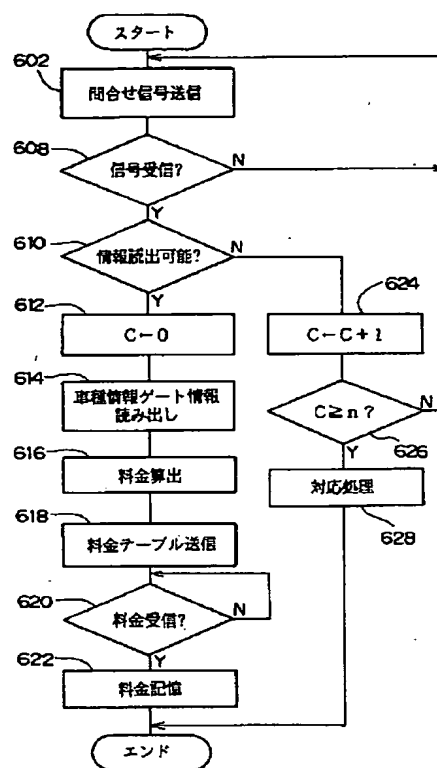 スタート
602
問合せ信号送信
608
信号受信?
N
Y
610
情報読出可能?
N
Y
612
C←0
624
C←C+1
614
車種情報ゲート情報
読み出し
C≥n?
N
626
Y
616
料金算出
対応処理
628
618
料金テーブル送信
620
料金受信?
N
Y
622
料金記憶
エンド